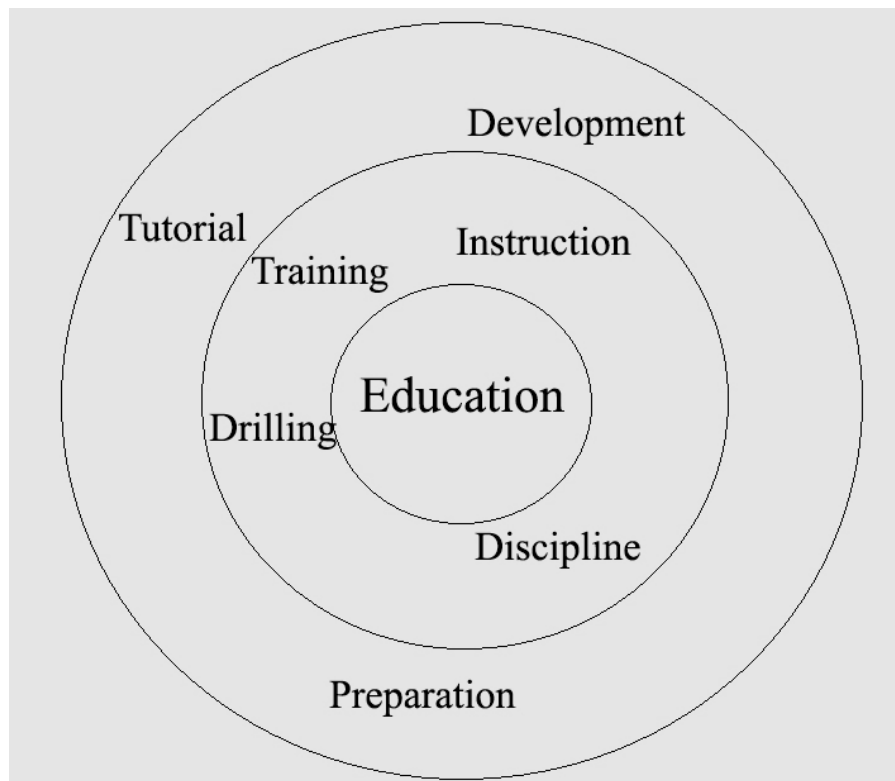 Development
Tutorial
Instruction
Training
Education
Drilling
Discipline
Preparation